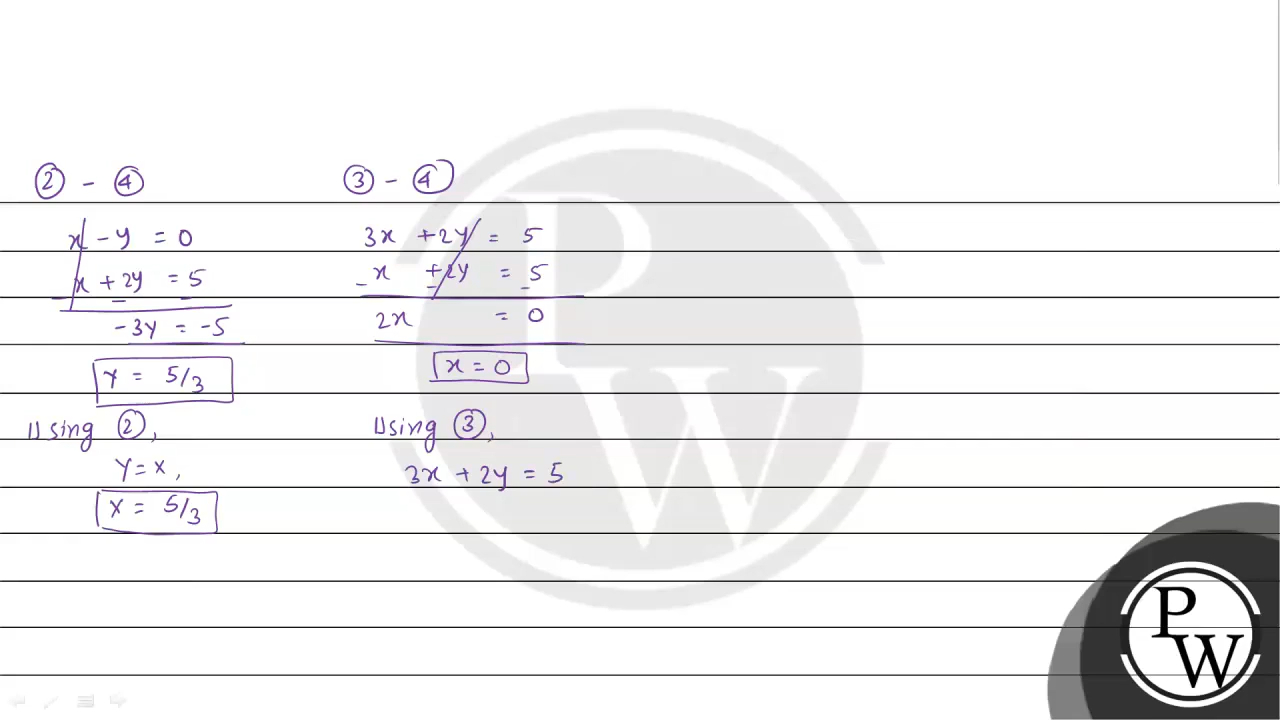 ② - ④
x - y = 0
x + 2y = 5
- 3y = -5
y = 5/3
Using ②,
y = x,
x = 5/3
③ - ④
3x + 2y = 5
- x + 2y = 5
- -
2x = 0
x = 0
Using ③,
3x + 2y = 5
P
W
P
W